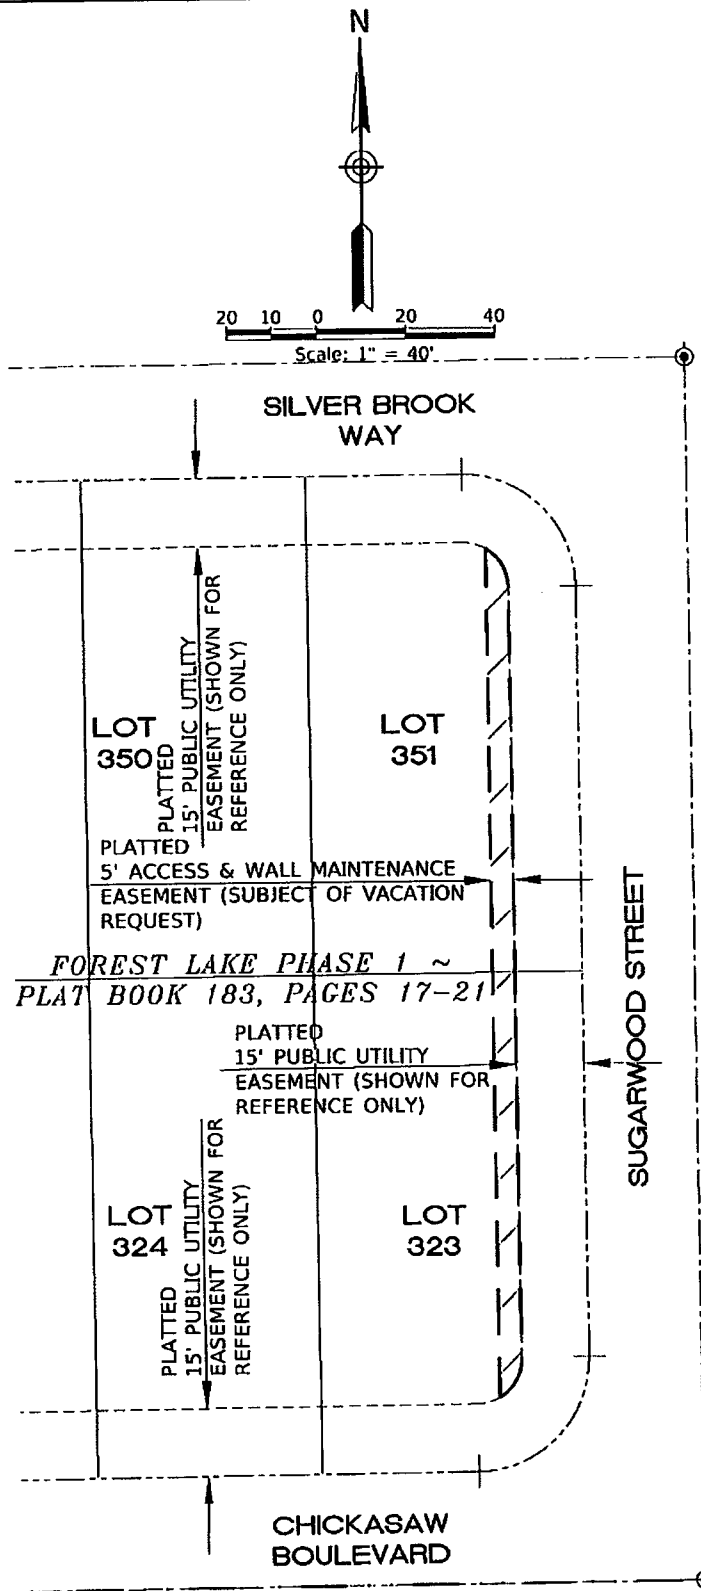 N
20 10 0 20 40
Scale: 1" = 40'
SILVER BROOK
WAY
PLATTED
15' PUBLIC UTILITY
EASEMENT (SHOWN FOR
REFERENCE ONLY)
LOT
350
LOT
351
PLATTED
5' ACCESS & WALL MAINTENANCE
EASEMENT (SUBJECT OF VACATION
REQUEST)
FOREST LAKE PHASE 1 ~
PLAT BOOK 183, PAGES 17-21
SUGARWOOD STREET
PLATTED
15' PUBLIC UTILITY
EASEMENT (SHOWN FOR
REFERENCE ONLY)
LOT
324
PLATTED
15' PUBLIC UTILITY
EASEMENT (SHOWN FOR
REFERENCE ONLY)
LOT
323
CHICKASAW
BOULEVARD